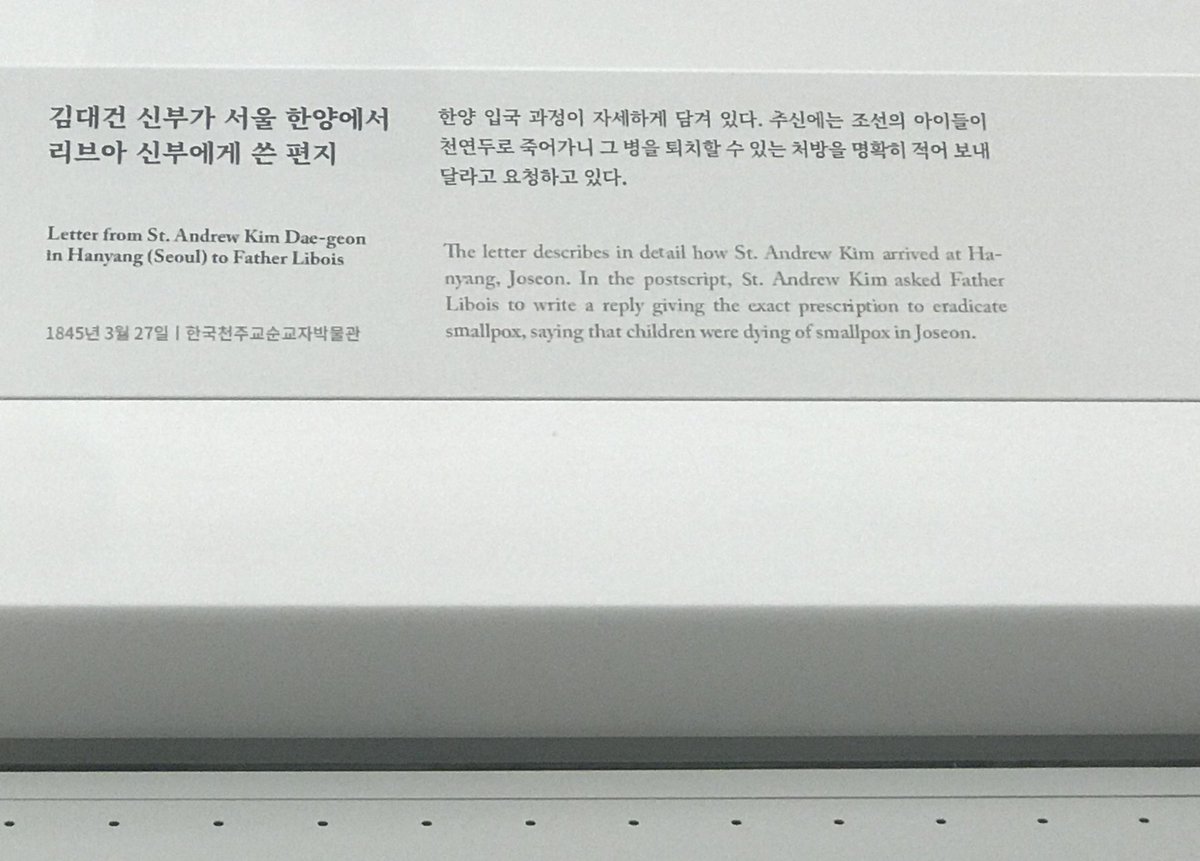 김대건 신부가 서울 한양에서
리브아 신부에게 쓴 편지
Letter from St. Andrew Kim Dae-geon
in Hanyang (Seoul) to Father Libois
1845년 3월 27일 | 한국천주교순교자박물관
한양 입국 과정이 자세하게 담겨 있다. 추신에는 조선의 아이들이
천연두로 죽어가니 그 병을 퇴치할 수 있는 처방을 명확히 적어 보내
달라고 요청하고 있다.
The letter describes in detail how St. Andrew Kim arrived at Ha-
nyang, Joseon. In the postscript, St. Andrew Kim asked Father
Libois to write a reply giving the exact prescription to eradicate
smallpox, saying that children were dying of smallpox in Joseon.